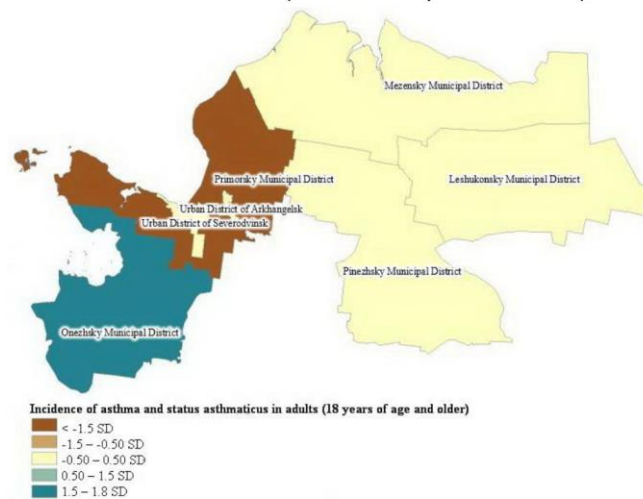 Mezensky Municipal District
Primorsky Municipal District
Leshukonsky Municipal District
Urban District of Arkhangelsk
Urban District of Severodvinsk
Pinezhsky Municipal District
Onezhsky Municipal District
Incidence of asthma and status asthmaticus in adults (18 years of age and older)
< -1.5 SD
-1.5 – -0.50 SD
-0.50 – 0.50 SD
0.50 – 1.5 SD
1.5 – 1.8 SD